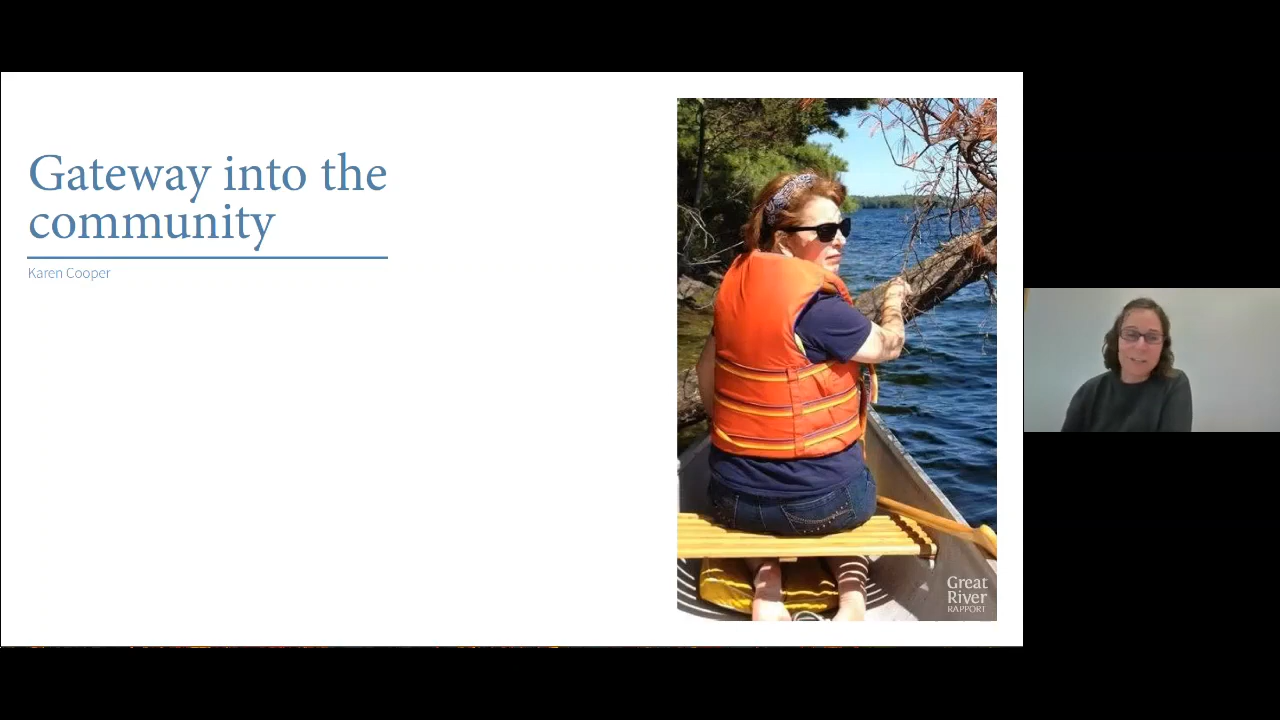 Gateway into the
community
Karen Cooper
Great
River
RAPPORT